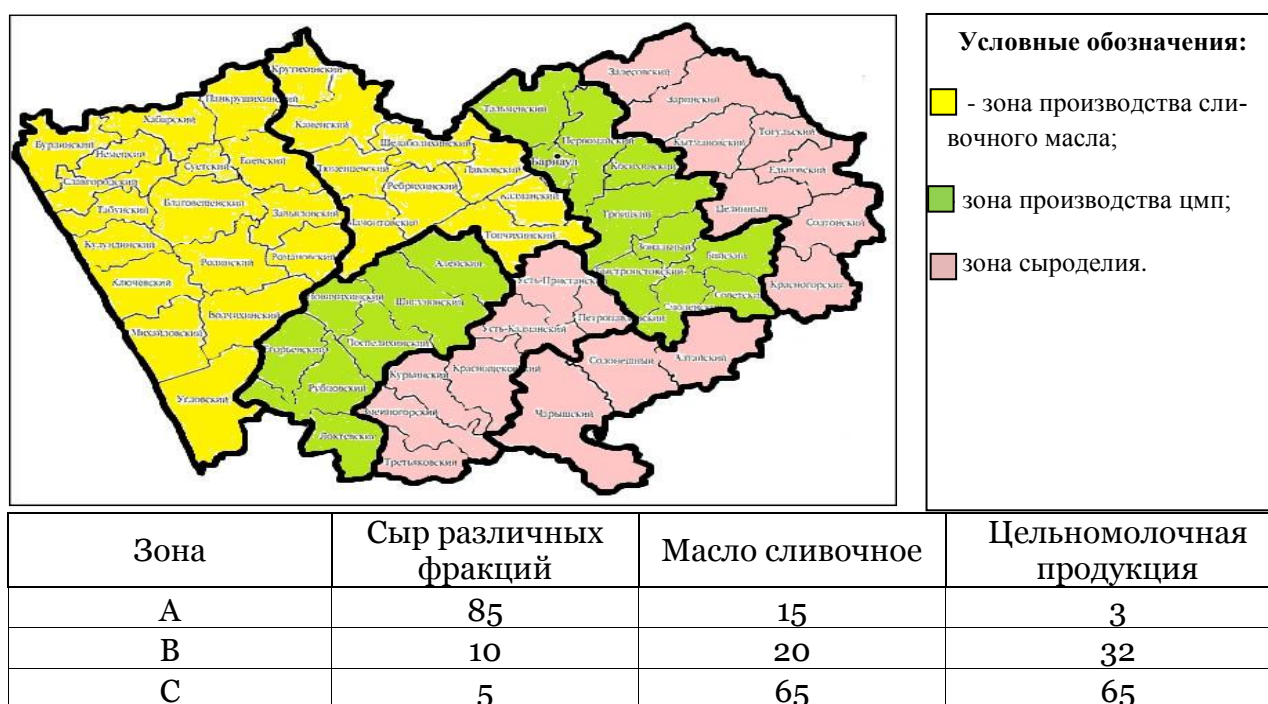 Условные обозначения:
- зона производства сли-
вочного масла;
зона производства цмп;
зона сыроделия.
Крутихинский
Панкрушихинский
Хабарский
Каменский
Бурлинский
Немецкий
Суетский
Баевский
Шелаболихинский
Тюменцевский
Славгородский
Ребрихинский
Павловский
Табунский
Благовещенский
Завьяловский
Мамонтовский
Калманский
Кулундинский
Топчихинский
Родинский
Романовский
Ключевский
Волчихинский
Михайловский
Угловский
Тальменский
Первомайский
Барнаул
Косихинский
Троицкий
Зональный
Бийский
Быстроистокский
Советский
Смоленский
Залесовский
Заринский
Тогульский
Кытмановский
Ельцовский
Целинный
Солтонский
Красногорский
Алейский
Новичихинский
Шипуновский
Егорьевский
Поспелихинский
Рубцовский
Локтевский
Усть-Пристанский
Петропавловский
Усть-Калманский
Курьинский
Краснощековский
Солонешный
Алтайский
Змеиногорский
Чарышский
Третьяковский
Зона Сыр различных фракций Масло сливочное Цельномолочная продукция
А 85 15 3
В 10 20 32
С 5 65 65